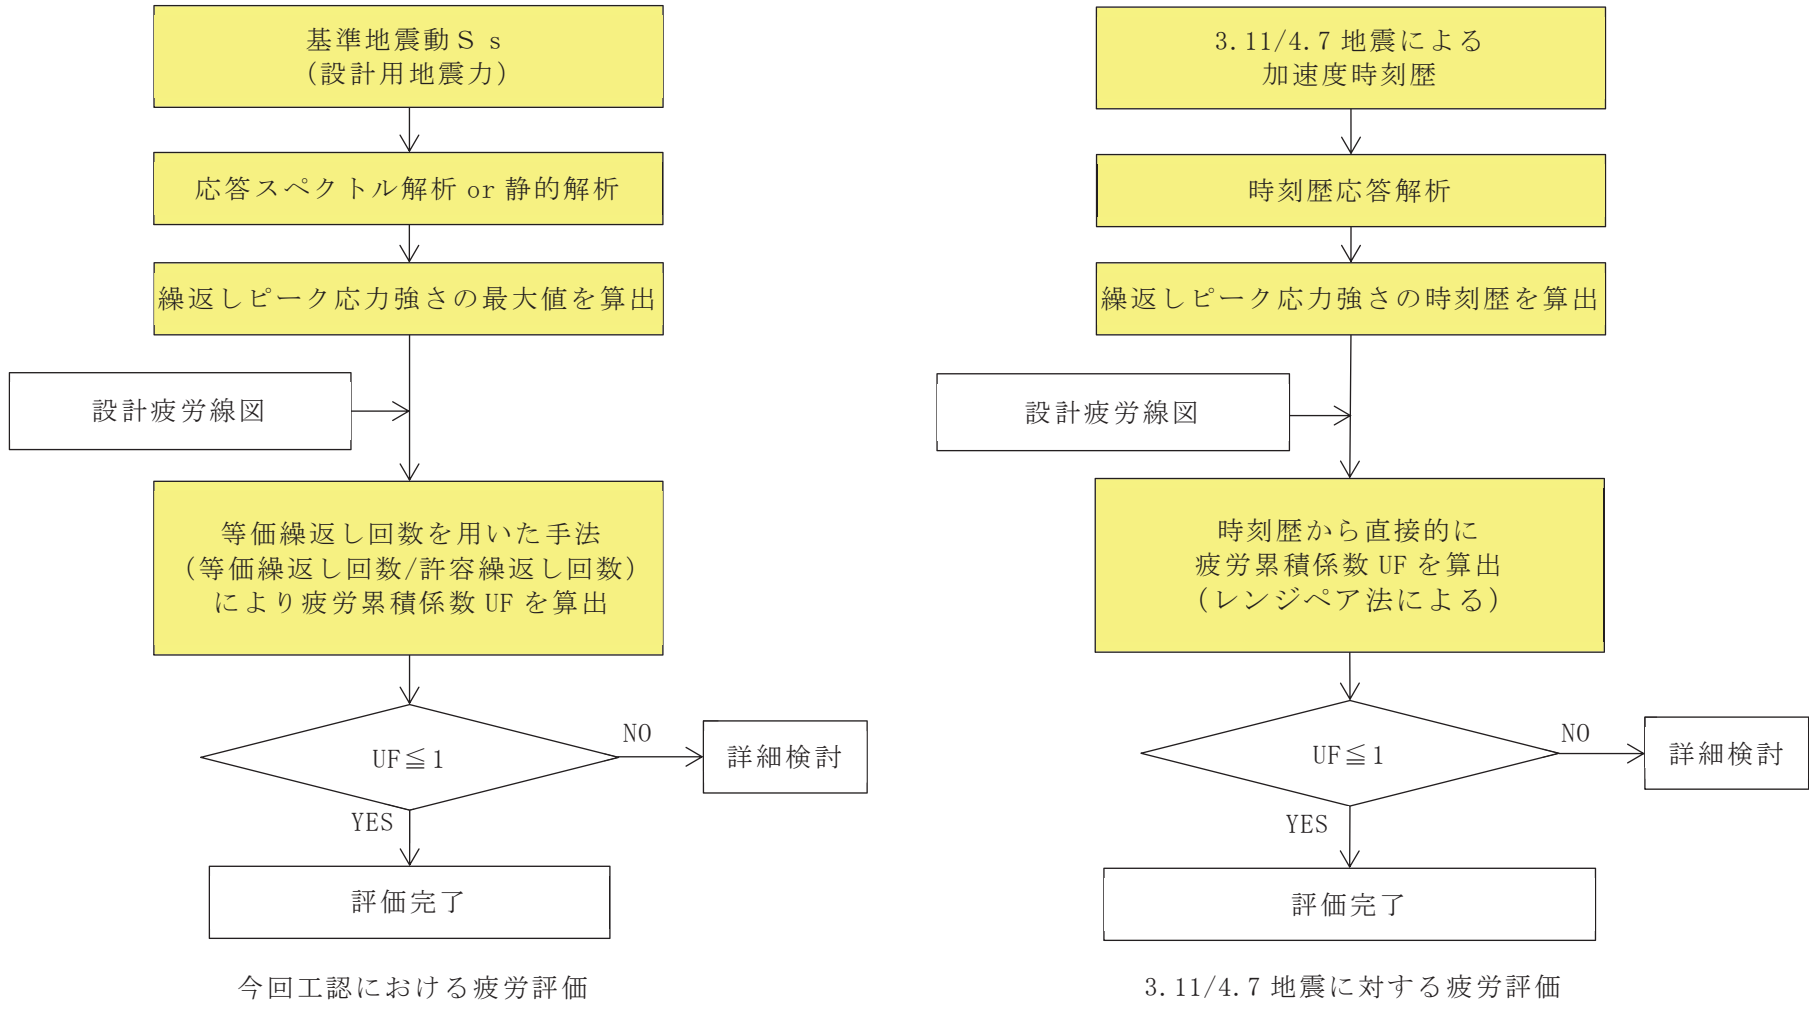 基準地震動Ｓｓ
（設計用地震力）
応答スペクトル解析 or 静的解析
繰返しピーク応力強さの最大値を算出
設計疲労線図
等価繰返し回数を用いた手法
（等価繰返し回数/許容繰返し回数）
により疲労累積係数 UF を算出
UF≦1
NO
詳細検討
YES
評価完了
今回工認における疲労評価
3.11/4.7 地震による
加速度時刻歴
時刻歴応答解析
繰返しピーク応力強さの時刻歴を算出
設計疲労線図
時刻歴から直接的に
疲労累積係数 UF を算出
（レンジペア法による）
UF≦1
NO
詳細検討
YES
評価完了
3.11/4.7 地震に対する疲労評価